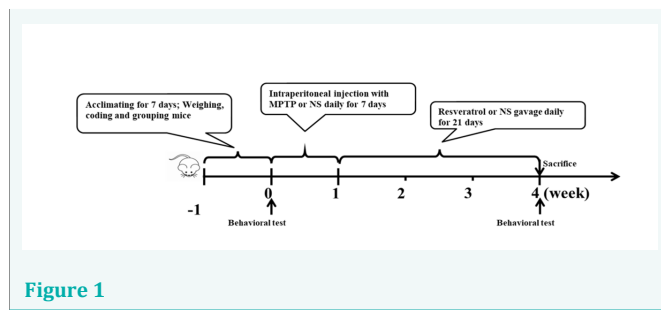 Acclimating for 7 days; Weighing,
coding and grouping mice
Intraperitoneal injection with
MPTP or NS daily for 7 days
Resveratrol or NS gavage daily
for 21 days
Sacrifice
-1
0
1
2
3
4 (week)
Behavioral test
Behavioral test
Figure 1